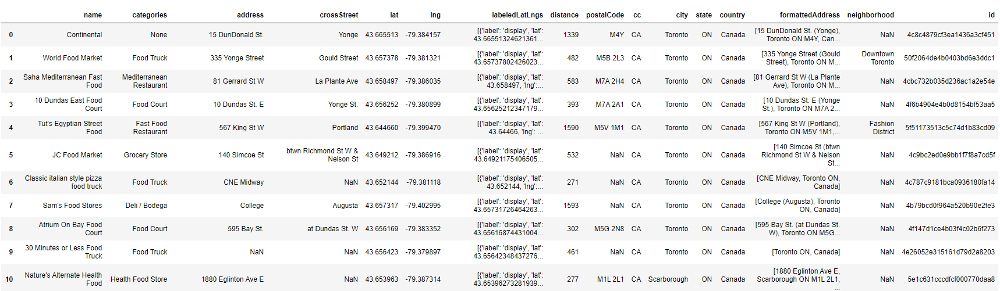 name categories address crossStreet lat lng labeledLatLngs distance postalCode cc city state country formattedAddress neighborhood id
0 Continental None 15 DunDonald St. Yonge 43.665513 -79.384157 [{'label': 'display', 'lat': 43.66551324621361... 1339 M4Y CA Toronto ON Canada [15 DunDonald St. (Yonge), Toronto ON M4Y, Can... NaN 4c8c4879cf3ea1436a3cf451
1 World Food Market Food Truck 335 Yonge Street Gould Street 43.657378 -79.381321 [{'label': 'display', 'lat': 43.65737802426023... 482 M5B 2L3 CA Toronto ON Canada [335 Yonge Street (Gould Street), Toronto ON M... Downtown Toronto 50f2064de4b0403bd6e3ddc1
2 Saha Mediterranean Fast Food Mediterranean Restaurant 81 Gerrard St W La Plante Ave 43.658497 -79.386035 [{'label': 'display', 'lat': 43.658497, 'lng':... 583 M7A 2H4 CA Toronto ON Canada [81 Gerrard St W (La Plante Ave), Toronto ON M... NaN 4cbc732b035d236ac1a2e54e
3 10 Dundas East Food Court Food Court 10 Dundas St. E Yonge St. 43.656252 -79.380899 [{'label': 'display', 'lat': 43.65625212347179... 393 M7A 2A1 CA Toronto ON Canada [10 Dundas St. E (Yonge St.), Toronto ON M7A 2... NaN 4f6b4904e4b0d8154bf53aa5
4 Tut's Egyptian Street Food Fast Food Restaurant 567 King St W Portland 43.644660 -79.399470 [{'label': 'display', 'lat': 43.64466, 'lng': ... 1590 M5V 1M1 CA Toronto ON Canada [567 King St W (Portland), Toronto ON M5V 1M1,... Fashion District 5f51173513c5c74d1b83cd09
5 JC Food Market Grocery Store 140 Simcoe St btwn Richmond St W & Nelson St 43.649212 -79.386916 [{'label': 'display', 'lat': 43.64921175406505... 532 NaN CA Toronto ON Canada [140 Simcoe St (btwn Richmond St W & Nelson St... NaN 4c9bc2ed0e9bb1f7f8a7cd5f
6 Classic italian style pizza food truck Food Truck CNE Midway NaN 43.652144 -79.381118 [{'label': 'display', 'lat': 43.652144, 'lng':... 271 NaN CA Toronto ON Canada [CNE Midway, Toronto ON, Canada] NaN 4c787c9181bca0936180fa14
7 Sam's Food Stores Deli / Bodega College Augusta 43.657317 -79.402995 [{'label': 'display', 'lat': 43.65731726464263... 1593 NaN CA Toronto ON Canada [College (Augusta), Toronto ON, Canada] NaN 4b79bcd0f964a520b90e2fe3
8 Atrium On Bay Food Court Food Court 595 Bay St. at Dundas St. W 43.656169 -79.383352 [{'label': 'display', 'lat': 43.65616874431004... 302 M5G 2N8 CA Toronto ON Canada [595 Bay St. (at Dundas St. W), Toronto ON M5G... NaN 4f147d1ce4b03f4c02b6f273
9 30 Minutes or Less Food Truck Food Truck NaN NaN 43.656423 -79.379897 [{'label': 'display', 'lat': 43.65642348437276... 461 NaN CA Toronto ON Canada [Toronto ON, Canada] NaN 4e26052e315161d79d2a8203
10 Nature's Alternate Health Food Health Food Store 1880 Eglinton Ave E NaN 43.653963 -79.387314 [{'label': 'display', 'lat': 43.65396273281939... 277 M1L 2L1 CA Scarborough ON Canada [1880 Eglinton Ave E, Scarborough ON M1L 2L1, ... NaN 5e1c631cccdfcf000770daa8